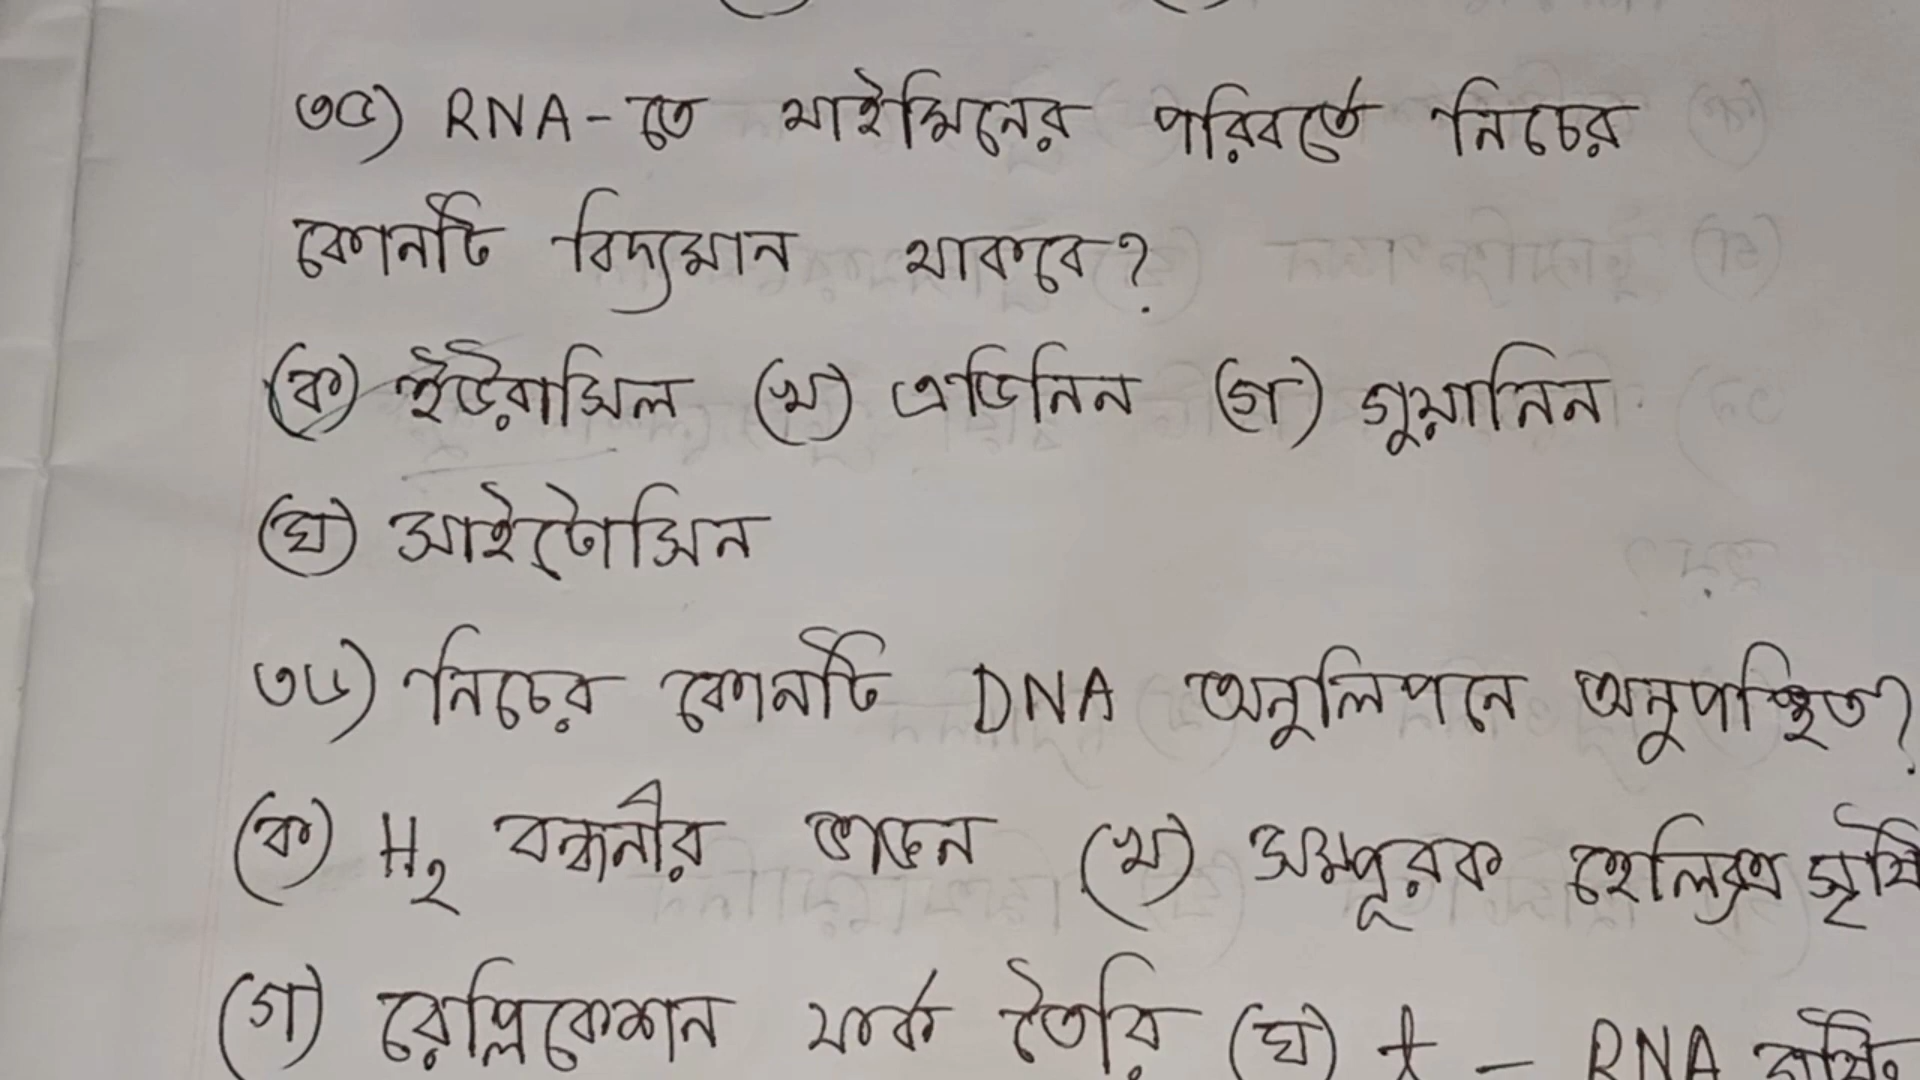 ৩৫) RNA-তে থাইমিনের পরিবর্তে নিচের
কোনটি বিদ্যমান থাকবে?
(ক) ইউরাসিল (খ) এডিনিন (গ) গুয়ানিন
(ঘ) সাইটোসিন
৩৬) নিচের কোনটি DNA অনুলিপনে অনুপস্থিত?
(ক) H₂ বন্ধনীর ভাঙন (খ) সম্পূরক হেলিক্স সৃষ্টি
(গ) রেপ্লিকেশন ফর্ক তৈরি (ঘ) t - RNA